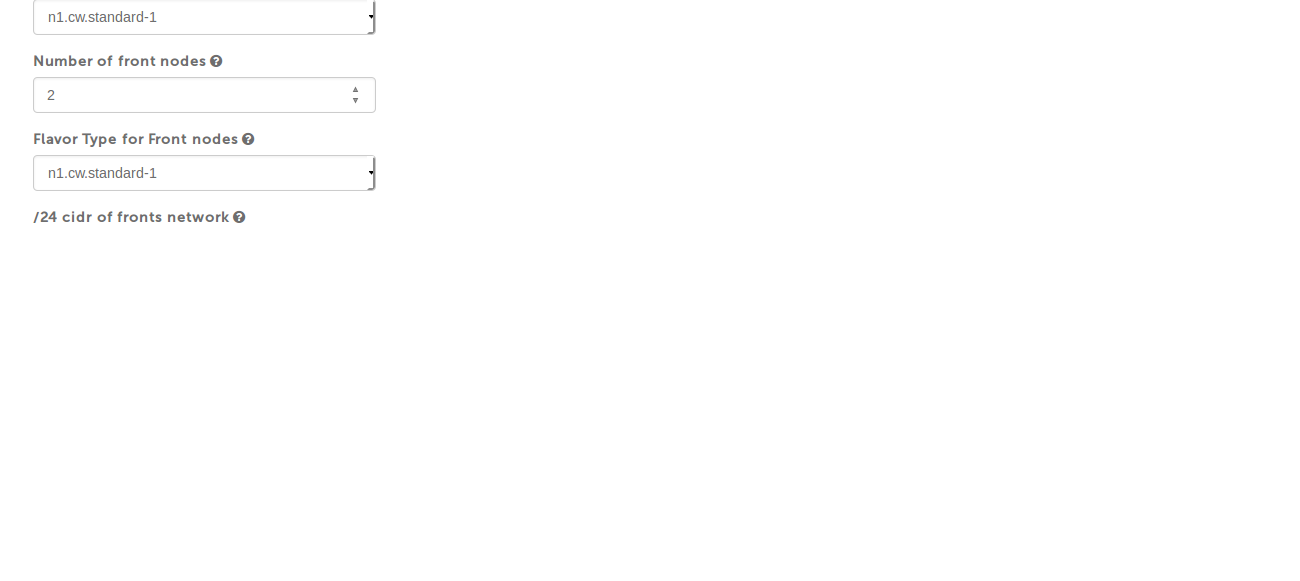 n1.cw.standard-1
Number of front nodes
2
Flavor Type for Front nodes
n1.cw.standard-1
/24 cidr of fronts network